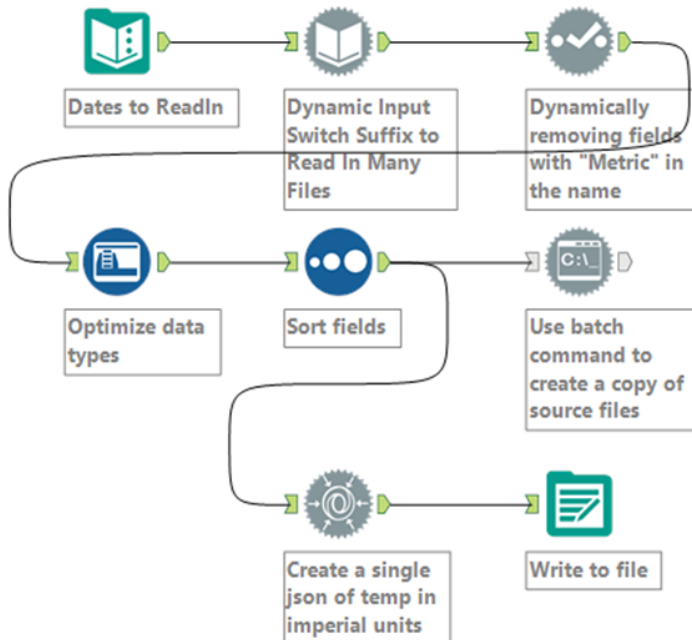 Dates to ReadIn
Dynamic Input
Switch Suffix to
Read In Many
Files
Dynamically
removing fields
with "Metric" in
the name
Optimize data
types
Sort fields
C:\_
Use batch
command to
create a copy of
source files
Create a single
json of temp in
imperial units
Write to file